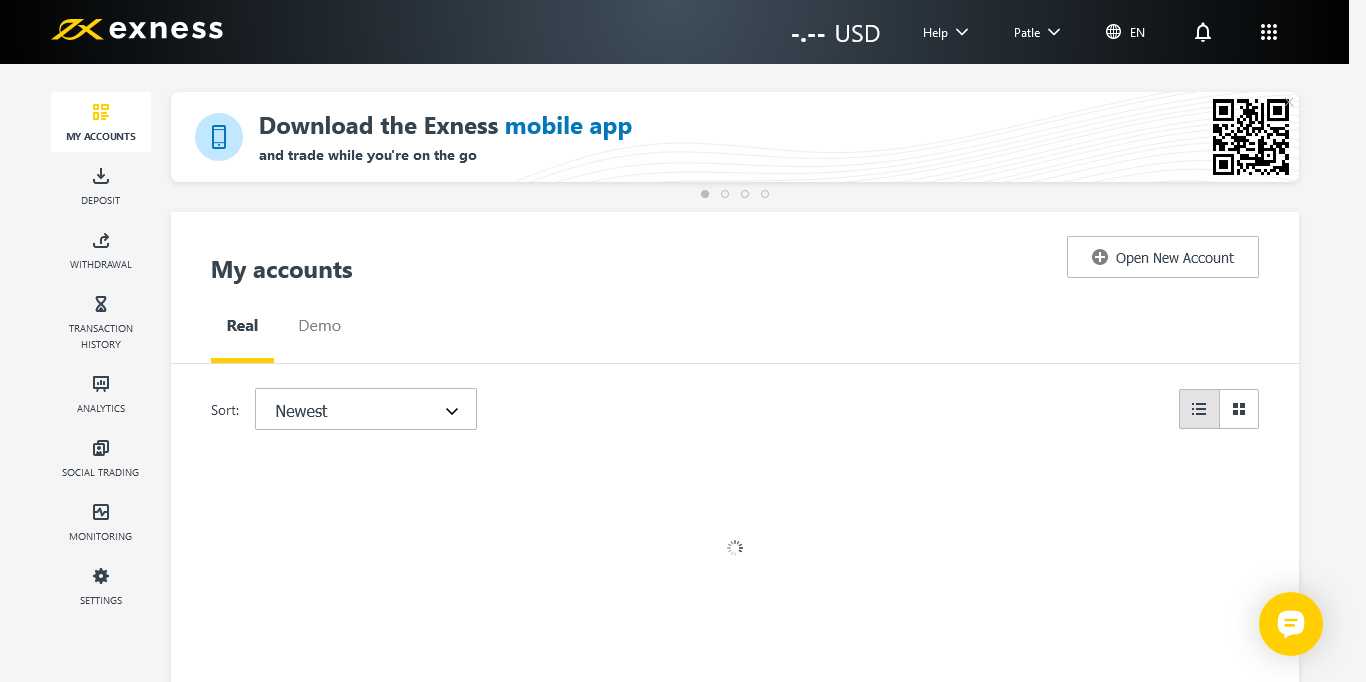 exness
-.-- USD
Help
Patle
EN
MY ACCOUNTS
DEPOSIT
WITHDRAWAL
TRANSACTION
HISTORY
ANALYTICS
SOCIAL TRADING
MONITORING
SETTINGS
Download the Exness mobile app
and trade while you're on the go
My accounts
Open New Account
Real
Demo
Sort:
Newest